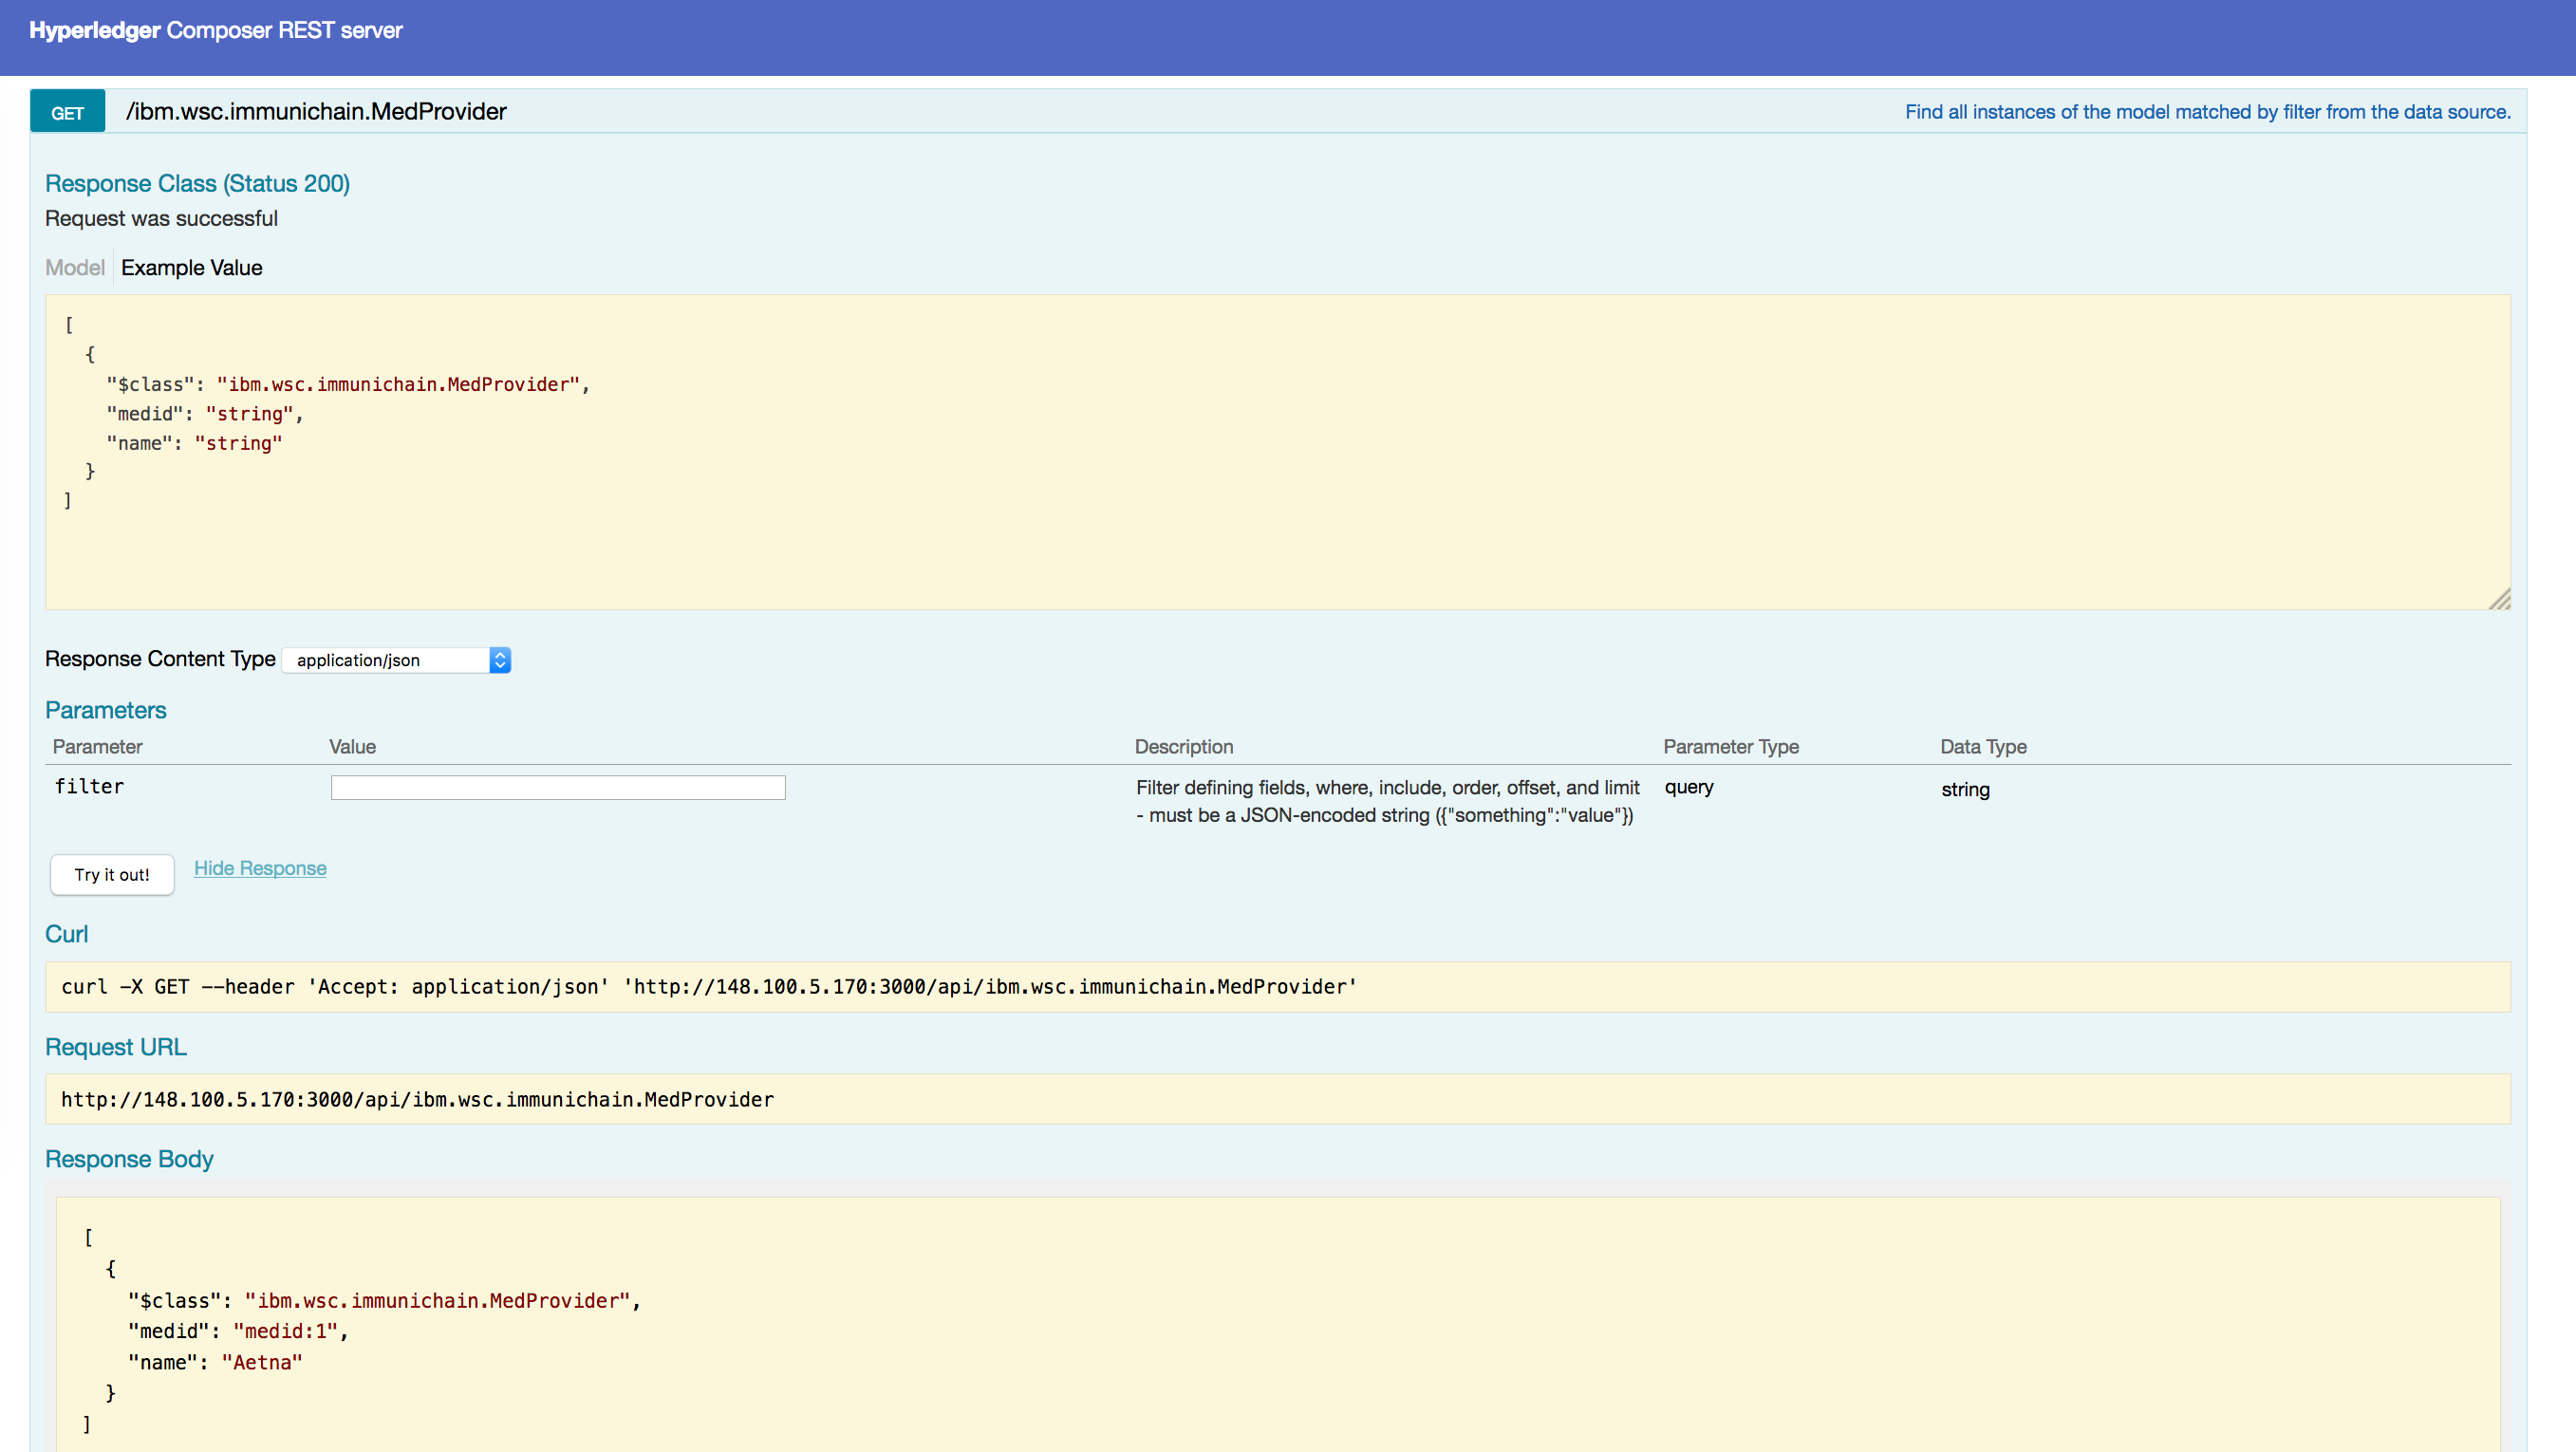 Hyperledger Composer REST server
GET /ibm.wsc.immunichain.MedProvider Find all instances of the model matched by filter from the data source.
Response Class (Status 200)
Request was successful
Model Example Value
[
{
"$class": "ibm.wsc.immunichain.MedProvider",
"medid": "string",
"name": "string"
}
]
Response Content Type application/json
Parameters
Parameter Value Description Parameter Type Data Type
filter Filter defining fields, where, include, order, offset, and limit query string
- must be a JSON-encoded string ({"something":"value"})
Try it out! Hide Response
Curl
curl -X GET --header 'Accept: application/json' 'http://148.100.5.170:3000/api/ibm.wsc.immunichain.MedProvider'
Request URL
http://148.100.5.170:3000/api/ibm.wsc.immunichain.MedProvider
Response Body
[
{
"$class": "ibm.wsc.immunichain.MedProvider",
"medid": "medid:1",
"name": "Aetna"
}
]